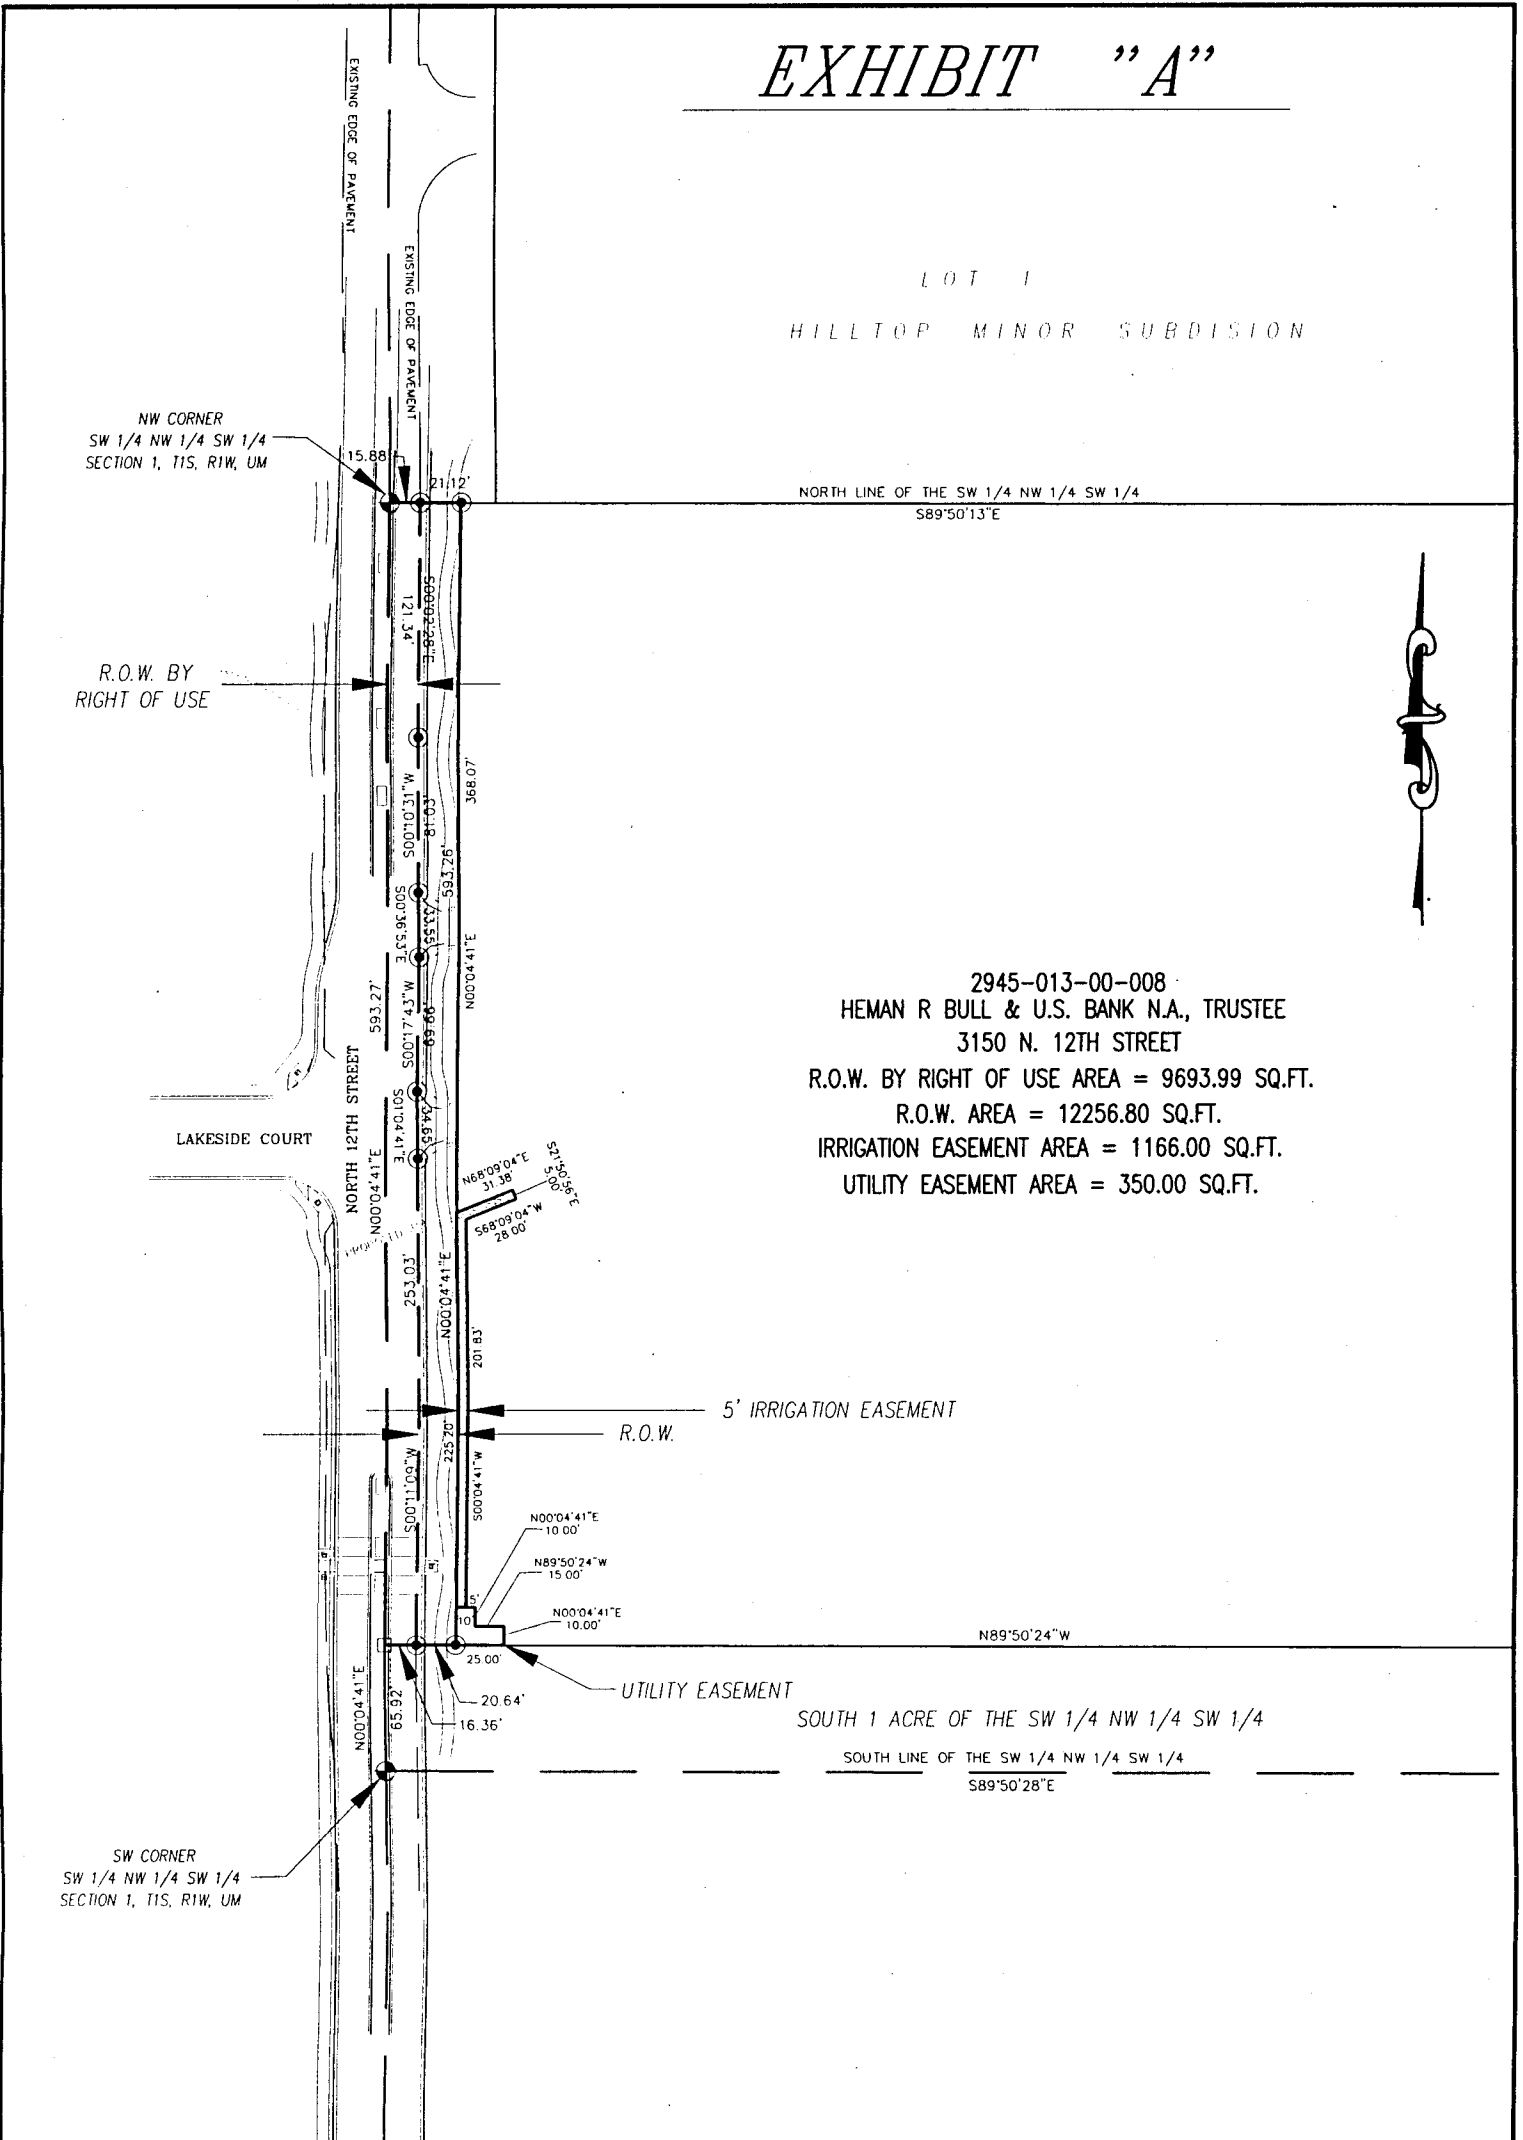 EXHIBIT "A"
EXISTING EDGE OF PAVEMENT
EXISTING EDGE OF PAVEMENT
LOT 1
HILLTOP MINOR SUBDISION
NW CORNER
SW 1/4 NW 1/4 SW 1/4
SECTION 1, T1S, R1W, UM
15.88'
21.12'
NORTH LINE OF THE SW 1/4 NW 1/4 SW 1/4
S89°50'13"E
S00°02'28"E
121.34'
R.O.W. BY
RIGHT OF USE
368.07'
S00°10'31"W
81.03'
593.26'
N00°04'41"E
S00°36'53"E
33.55'
593.27'
S00°17'43"W
69.99'
NORTH 12TH STREET
N00°04'41"E
S01°04'41"E
34.65'
LAKESIDE COURT
2945-013-00-008
HEMAN R BULL & U.S. BANK N.A., TRUSTEE
3150 N. 12TH STREET
R.O.W. BY RIGHT OF USE AREA = 9693.99 SQ.FT.
R.O.W. AREA = 12256.80 SQ.FT.
IRRIGATION EASEMENT AREA = 1166.00 SQ.FT.
UTILITY EASEMENT AREA = 350.00 SQ.FT.
N68°09'04"E
31.38'
S21°50'56"E
5.00'
S68°09'04"W
28.00'
253.03'
N00°04'41"E
201.83'
5' IRRIGATION EASEMENT
R.O.W.
225.20'
S00°11'09"W
S00°04'41"W
N00°04'41"E
10.00'
N89°50'24"W
15.00'
5'
10'
N00°04'41"E
10.00'
N89°50'24"W
25.00'
UTILITY EASEMENT
20.64'
16.36'
N00°04'41"E
65.92'
SOUTH 1 ACRE OF THE SW 1/4 NW 1/4 SW 1/4
SOUTH LINE OF THE SW 1/4 NW 1/4 SW 1/4
S89°50'28"E
SW CORNER
SW 1/4 NW 1/4 SW 1/4
SECTION 1, T1S, R1W, UM